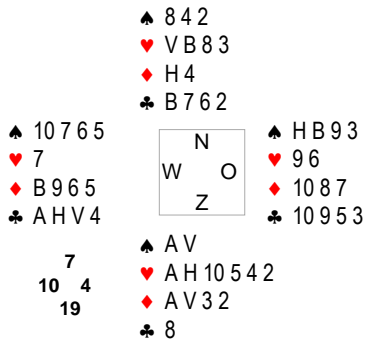 ♠ 8 4 2
♥ V B 8 3
♦ H 4
♣ B 7 6 2
♠ 10 7 6 5
♥ 7
♦ B 9 6 5
♣ A H V 4
N
W O
Z
♠ H B 9 3
♥ 9 6
♦ 10 8 7
♣ 10 9 5 3
7
10 4
19
♠ A V
♥ A H 10 5 4 2
♦ A V 3 2
♣ 8